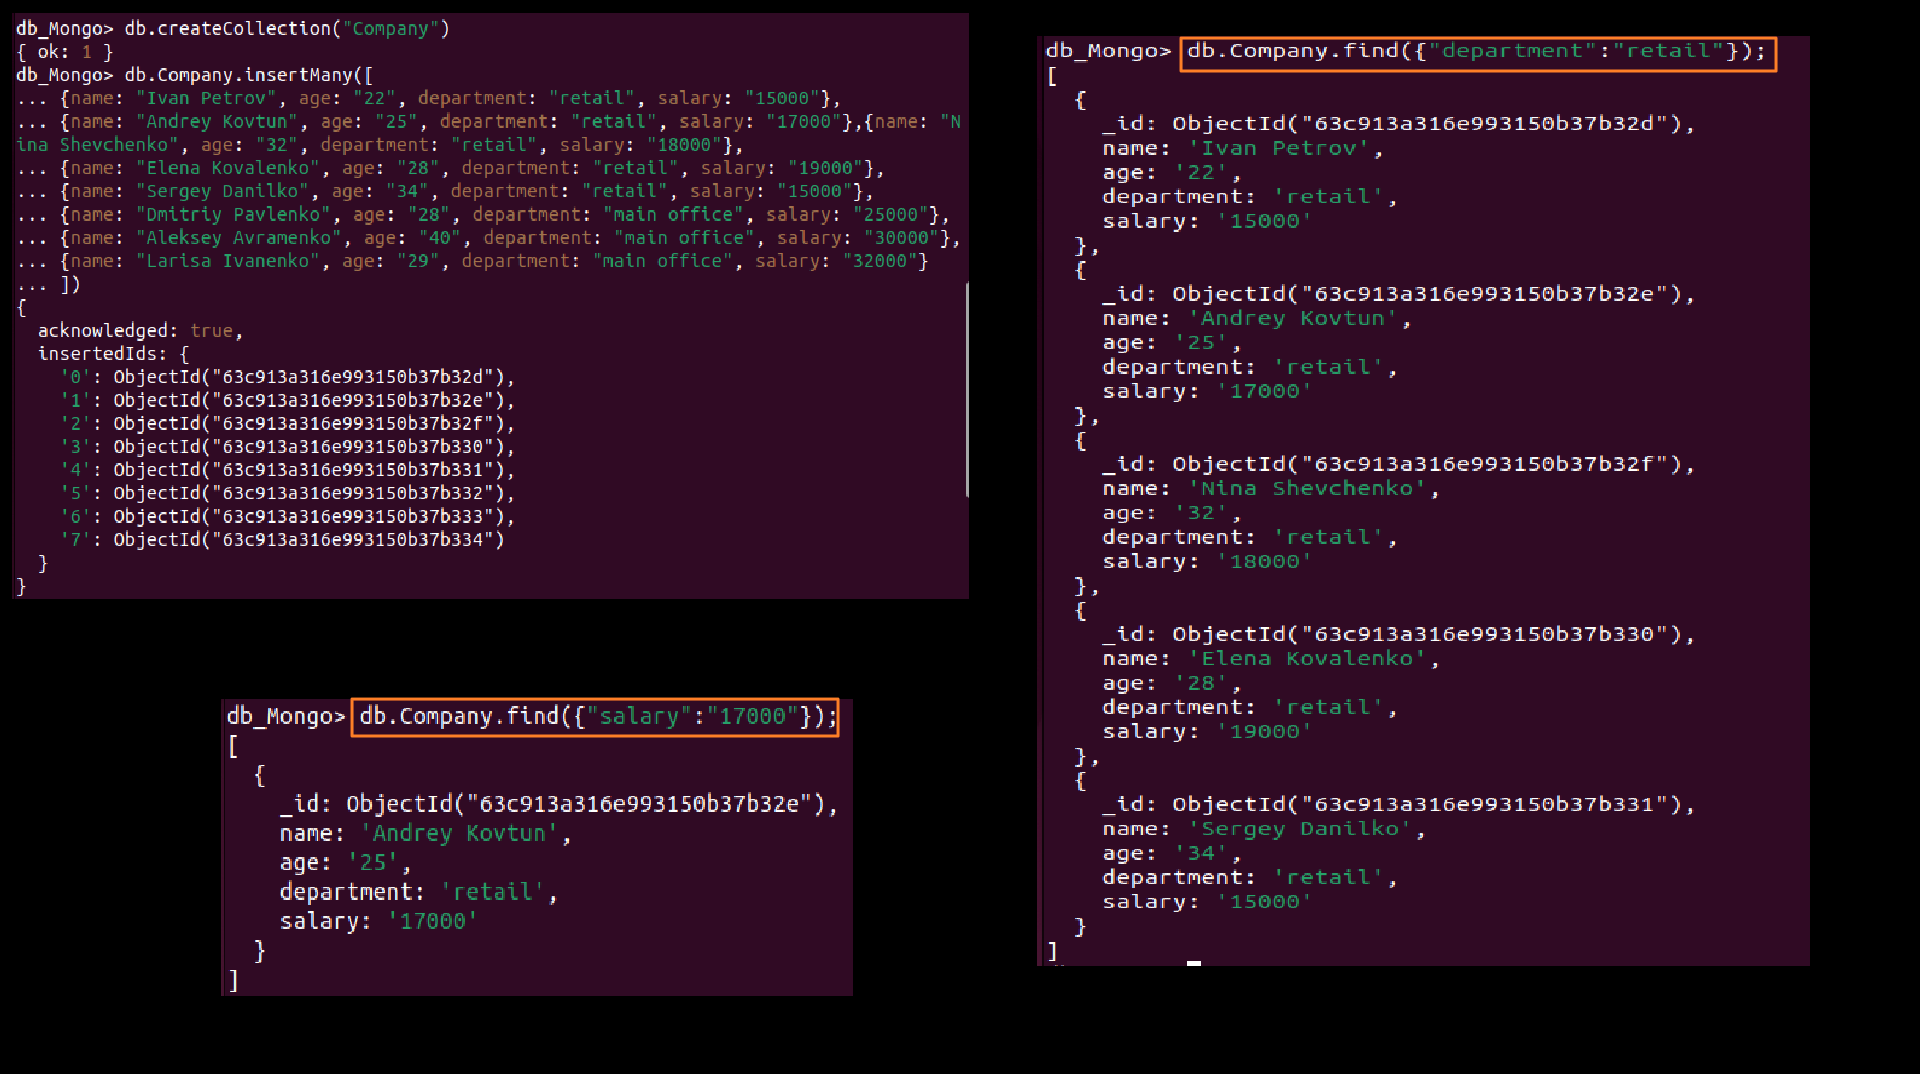 db_Mongo> db.createCollection("Company")
{ ok: 1 }
db_Mongo> db.Company.insertMany([
... {name: "Ivan Petrov", age: "22", department: "retail", salary: "15000"},
... {name: "Andrey Kovtun", age: "25", department: "retail", salary: "17000"},{name: "N
ina Shevchenko", age: "32", department: "retail", salary: "18000"},
... {name: "Elena Kovalenko", age: "28", department: "retail", salary: "19000"},
... {name: "Sergey Danilko", age: "34", department: "retail", salary: "15000"},
... {name: "Dmitriy Pavlenko", age: "28", department: "main office", salary: "25000"},
... {name: "Aleksey Avramenko", age: "40", department: "main office", salary: "30000"},
... {name: "Larisa Ivanenko", age: "29", department: "main office", salary: "32000"}
... ])
{
  acknowledged: true,
  insertedIds: {
    '0': ObjectId("63c913a316e993150b37b32d"),
    '1': ObjectId("63c913a316e993150b37b32e"),
    '2': ObjectId("63c913a316e993150b37b32f"),
    '3': ObjectId("63c913a316e993150b37b330"),
    '4': ObjectId("63c913a316e993150b37b331"),
    '5': ObjectId("63c913a316e993150b37b332"),
    '6': ObjectId("63c913a316e993150b37b333"),
    '7': ObjectId("63c913a316e993150b37b334")
  }
}
db_Mongo> db.Company.find({"salary":"17000"});
[
  {
    _id: ObjectId("63c913a316e993150b37b32e"),
    name: 'Andrey Kovtun',
    age: '25',
    department: 'retail',
    salary: '17000'
  }
]
db_Mongo> db.Company.find({"department":"retail"});
[
  {
    _id: ObjectId("63c913a316e993150b37b32d"),
    name: 'Ivan Petrov',
    age: '22',
    department: 'retail',
    salary: '15000'
  },
  {
    _id: ObjectId("63c913a316e993150b37b32e"),
    name: 'Andrey Kovtun',
    age: '25',
    department: 'retail',
    salary: '17000'
  },
  {
    _id: ObjectId("63c913a316e993150b37b32f"),
    name: 'Nina Shevchenko',
    age: '32',
    department: 'retail',
    salary: '18000'
  },
  {
    _id: ObjectId("63c913a316e993150b37b330"),
    name: 'Elena Kovalenko',
    age: '28',
    department: 'retail',
    salary: '19000'
  },
  {
    _id: ObjectId("63c913a316e993150b37b331"),
    name: 'Sergey Danilko',
    age: '34',
    department: 'retail',
    salary: '15000'
  }
]